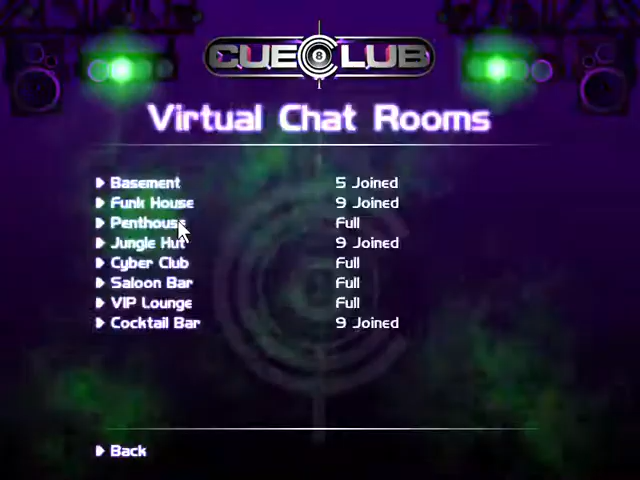 CUE CLUB
8
Virtual Chat Rooms
Basement 5 Joined
Funk House 9 Joined
Penthouse Full
Jungle Hut 9 Joined
Cyber Club Full
Saloon Bar Full
VIP Lounge Full
Cocktail Bar 9 Joined
Back